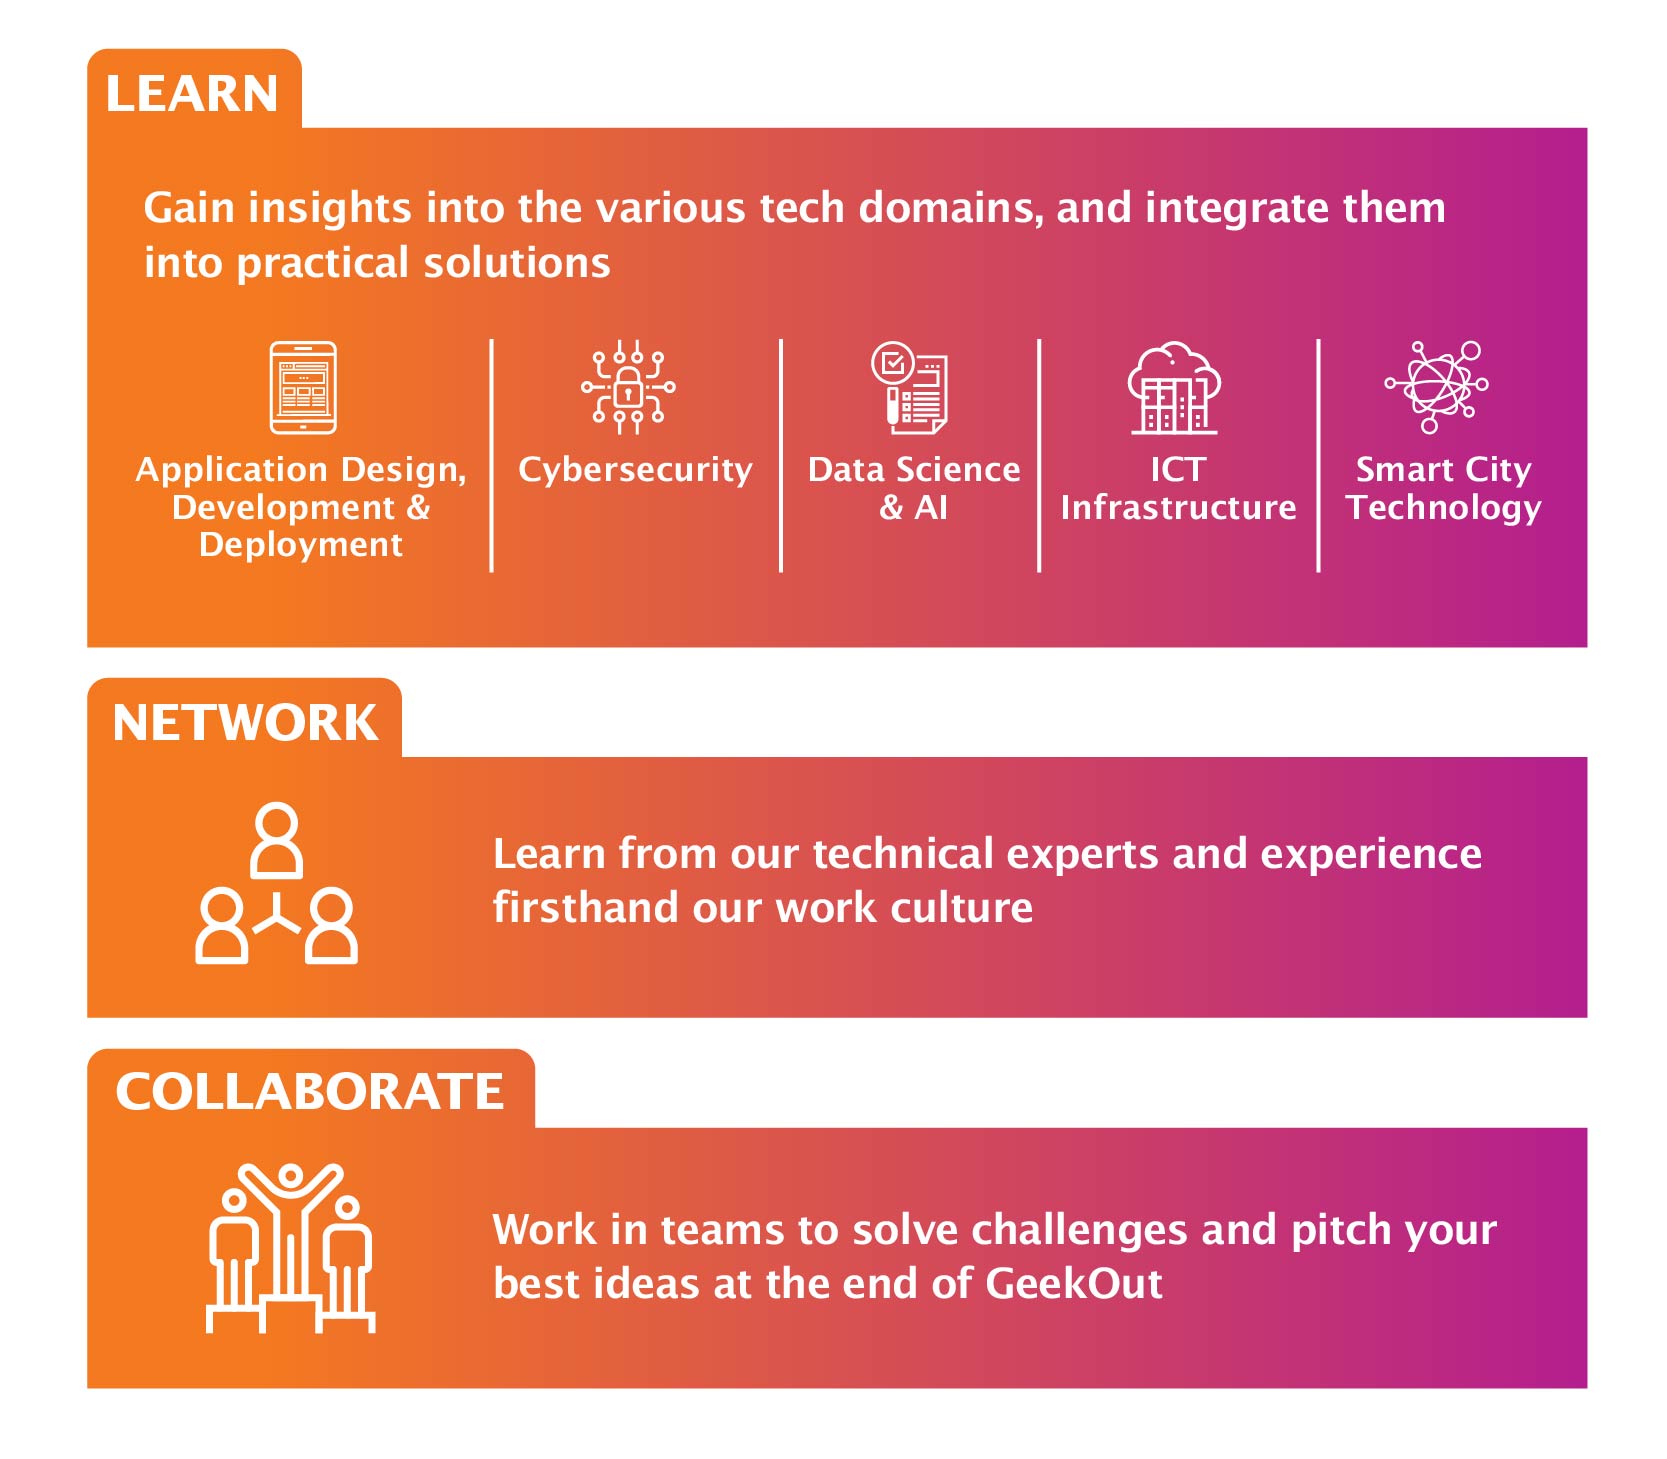 LEARN
Gain insights into the various tech domains, and integrate them
into practical solutions
Application Design,
Development &
Deployment
Cybersecurity
Data Science
& AI
ICT
Infrastructure
Smart City
Technology
NETWORK
Learn from our technical experts and experience
firsthand our work culture
COLLABORATE
Work in teams to solve challenges and pitch your
best ideas at the end of GeekOut